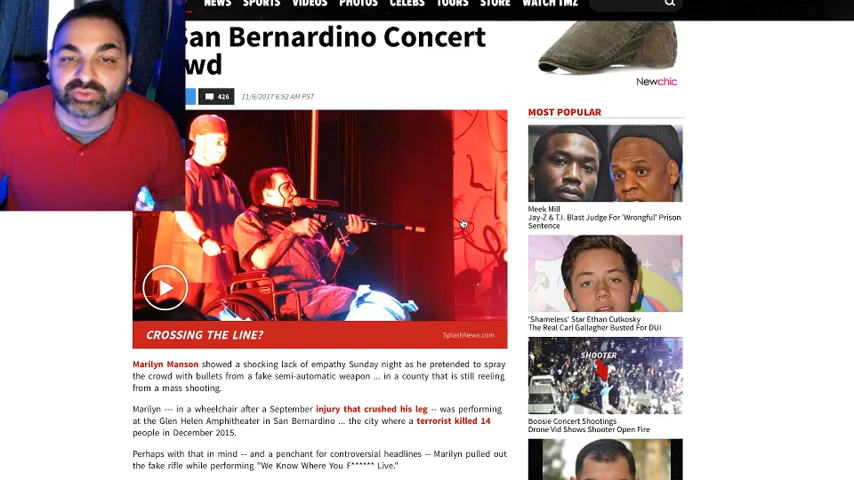 NEWS SPORTS VIDEOS PHOTOS CELEBS TOURS STORE WATCH TMZ
San Bernardino Concert
wd
426 11/6/2017 6:52 AM PST
Newchic
MOST POPULAR
Meek Mill
Jay-Z & T.I. Blast Judge For 'Wrongful' Prison
Sentence
'Shameless' Star Ethan Cutkosky
The Real Carl Gallagher Busted For DUI
CROSSING THE LINE? SplashNews.com
SHOOTER
Marilyn Manson showed a shocking lack of empathy Sunday night as he pretended to spray
the crowd with bullets from a fake semi-automatic weapon ... in a county that is still reeling
from a mass shooting.
Marilyn --- in a wheelchair after a September injury that crushed his leg -- was performing
at the Glen Helen Amphitheater in San Bernardino ... the city where a terrorist killed 14
people in December 2015.
Boosie Concert Shootings
Drone Vid Shows Shooter Open Fire
Perhaps with that in mind -- and a penchant for controversial headlines -- Marilyn pulled out
the fake rifle while performing "We Know Where You F****** Live."